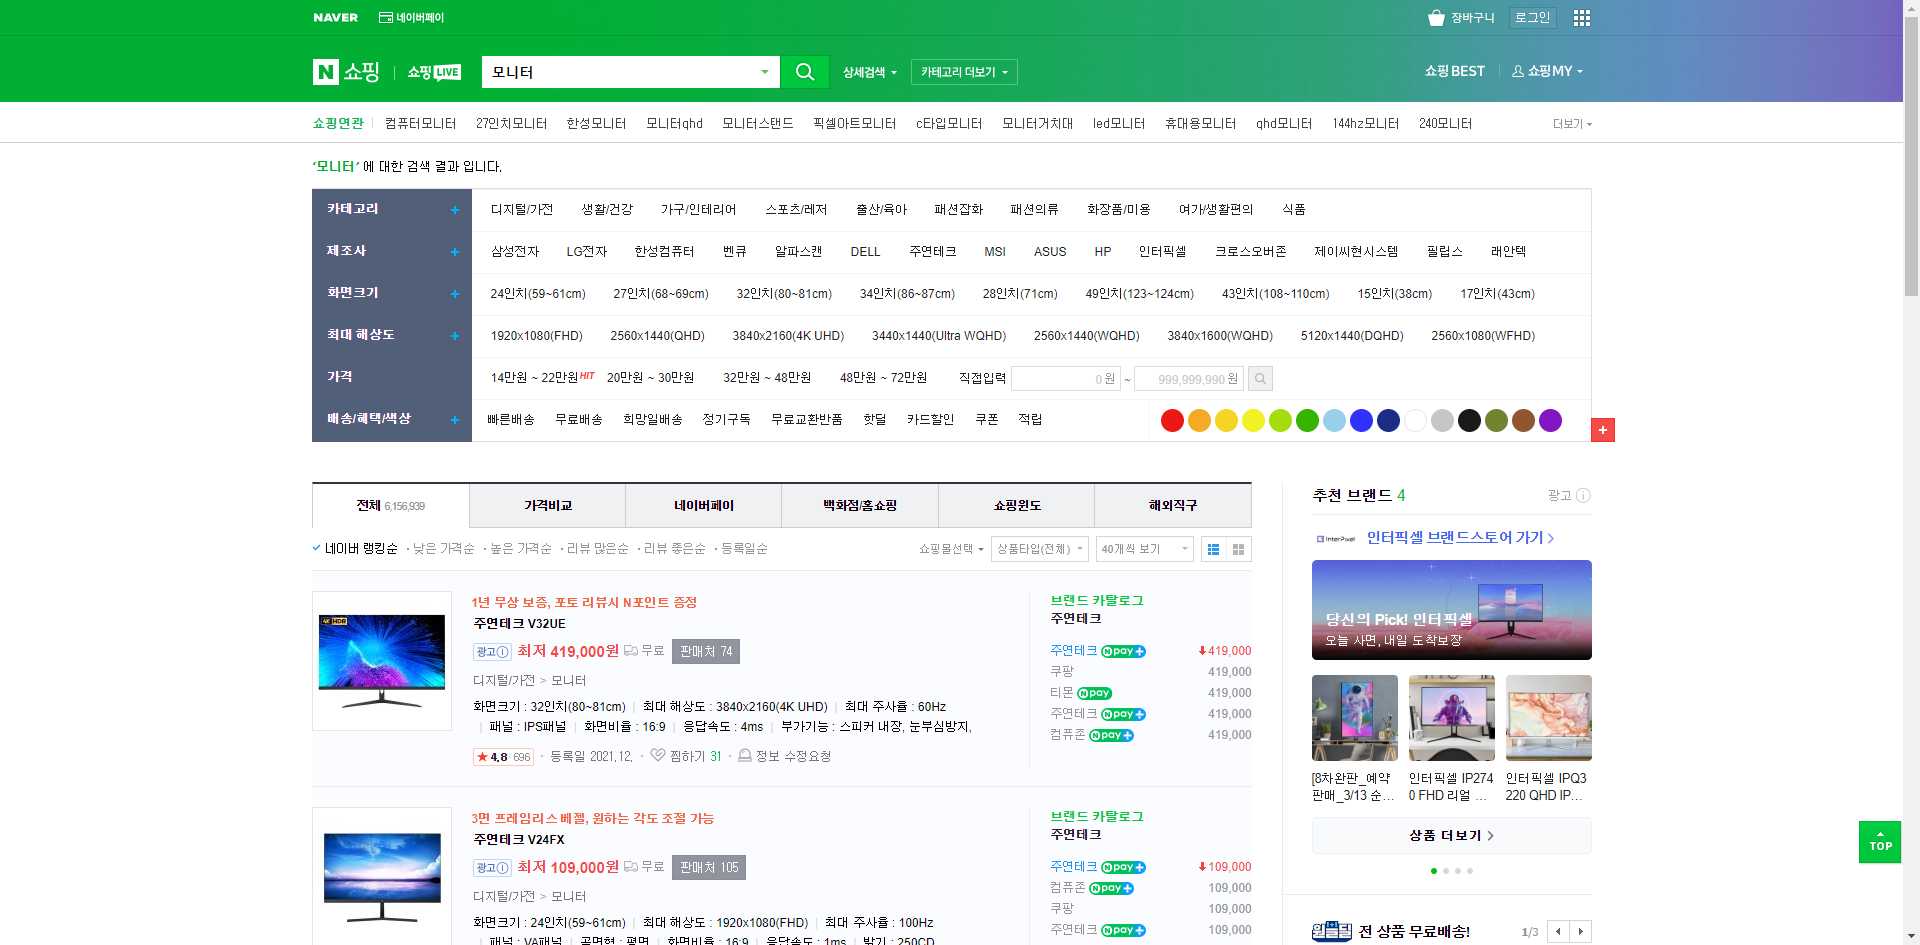 NAVER 네이버페이 장바구니 로그인
N 쇼핑 쇼핑LIVE 모니터 상세검색 카테고리 더보기 쇼핑BEST 쇼핑MY
쇼핑연관 컴퓨터모니터 27인치모니터 한성모니터 모니터qhd 모니터스탠드 픽셀아트모니터 c타입모니터 모니터거치대 led모니터 휴대용모니터 qhd모니터 144hz모니터 240모니터 더보기
'모니터' 에 대한 검색 결과 입니다.
카테고리 + 디지털/가전 생활/건강 가구/인테리어 스포츠/레저 출산/육아 패션잡화 패션의류 화장품/미용 여가/생활편의 식품
제조사 + 삼성전자 LG전자 한성컴퓨터 벤큐 알파스캔 DELL 주연테크 MSI ASUS HP 인터픽셀 크로스오버존 제이씨현시스템 필립스 래안텍
화면크기 + 24인치(59~61cm) 27인치(68~69cm) 32인치(80~81cm) 34인치(86~87cm) 28인치(71cm) 49인치(123~124cm) 43인치(108~110cm) 15인치(38cm) 17인치(43cm)
최대 해상도 + 1920x1080(FHD) 2560x1440(QHD) 3840x2160(4K UHD) 3440x1440(Ultra WQHD) 2560x1440(WQHD) 3840x1600(WQHD) 5120x1440(DQHD) 2560x1080(WFHD)
가격 14만원 ~ 22만원HIT 20만원 ~ 30만원 32만원 ~ 48만원 48만원 ~ 72만원 직접입력 0 원 ~ 999,999,990 원
배송/혜택/색상 + 빠른배송 무료배송 희망일배송 정기구독 무료교환반품 핫딜 카드할인 쿠폰 적립
+
전체 6,156,939 가격비교 네이버페이 백화점/홈쇼핑 쇼핑윈도 해외직구
네이버 랭킹순 · 낮은 가격순 · 높은 가격순 · 리뷰 많은순 · 리뷰 좋은순 · 등록일순 쇼핑몰선택 상품타입(전체) 40개씩 보기
4K HDR
1년 무상 보증, 포토 리뷰시 N포인트 증정
주연테크 V32UE
광고 최저 419,000원 무료 판매처 74
디지털/가전 > 모니터
화면크기 : 32인치(80~81cm) | 최대 해상도 : 3840x2160(4K UHD) | 최대 주사율 : 60Hz
| 패널 : IPS패널 | 화면비율 : 16:9 | 응답속도 : 4ms | 부가기능 : 스피커 내장, 눈부심방지,
★ 4.8 696 · 등록일 2021.12. · 찜하기 31 · 정보 수정요청
브랜드 카탈로그
주연테크
주연테크 N pay+ 419,000
쿠팡 419,000
티몬 N pay 419,000
주연테크 N pay+ 419,000
컴퓨존 N pay+ 419,000
3면 프레임리스 베젤, 원하는 각도 조절 가능
주연테크 V24FX
광고 최저 109,000원 무료 판매처 105
디지털/가전 > 모니터
화면크기 : 24인치(59~61cm) | 최대 해상도 : 1920x1080(FHD) | 최대 주사율 : 100Hz
| 패널 : VA패널 | 곡면형 : 평면 | 화면비율 : 16:9 | 응답속도 : 1ms | 밝기 : 250CD
브랜드 카탈로그
주연테크
주연테크 N pay+ 109,000
컴퓨존 N pay+ 109,000
쿠팡 109,000
주연테크 N pay+ 109,000
추천 브랜드 4 광고
InterPixel 인터픽셀 브랜드스토어 가기 >
당신의 Pick! 인터픽셀
오늘 사면, 내일 도착보장
[8차완판_예약
판매_3/13 순...
인터픽셀 IP274
0 FHD 리얼 ...
인터픽셀 IPQ3
220 QHD IP...
상품 더보기 >
전 상품 무료배송! 1/3
TOP